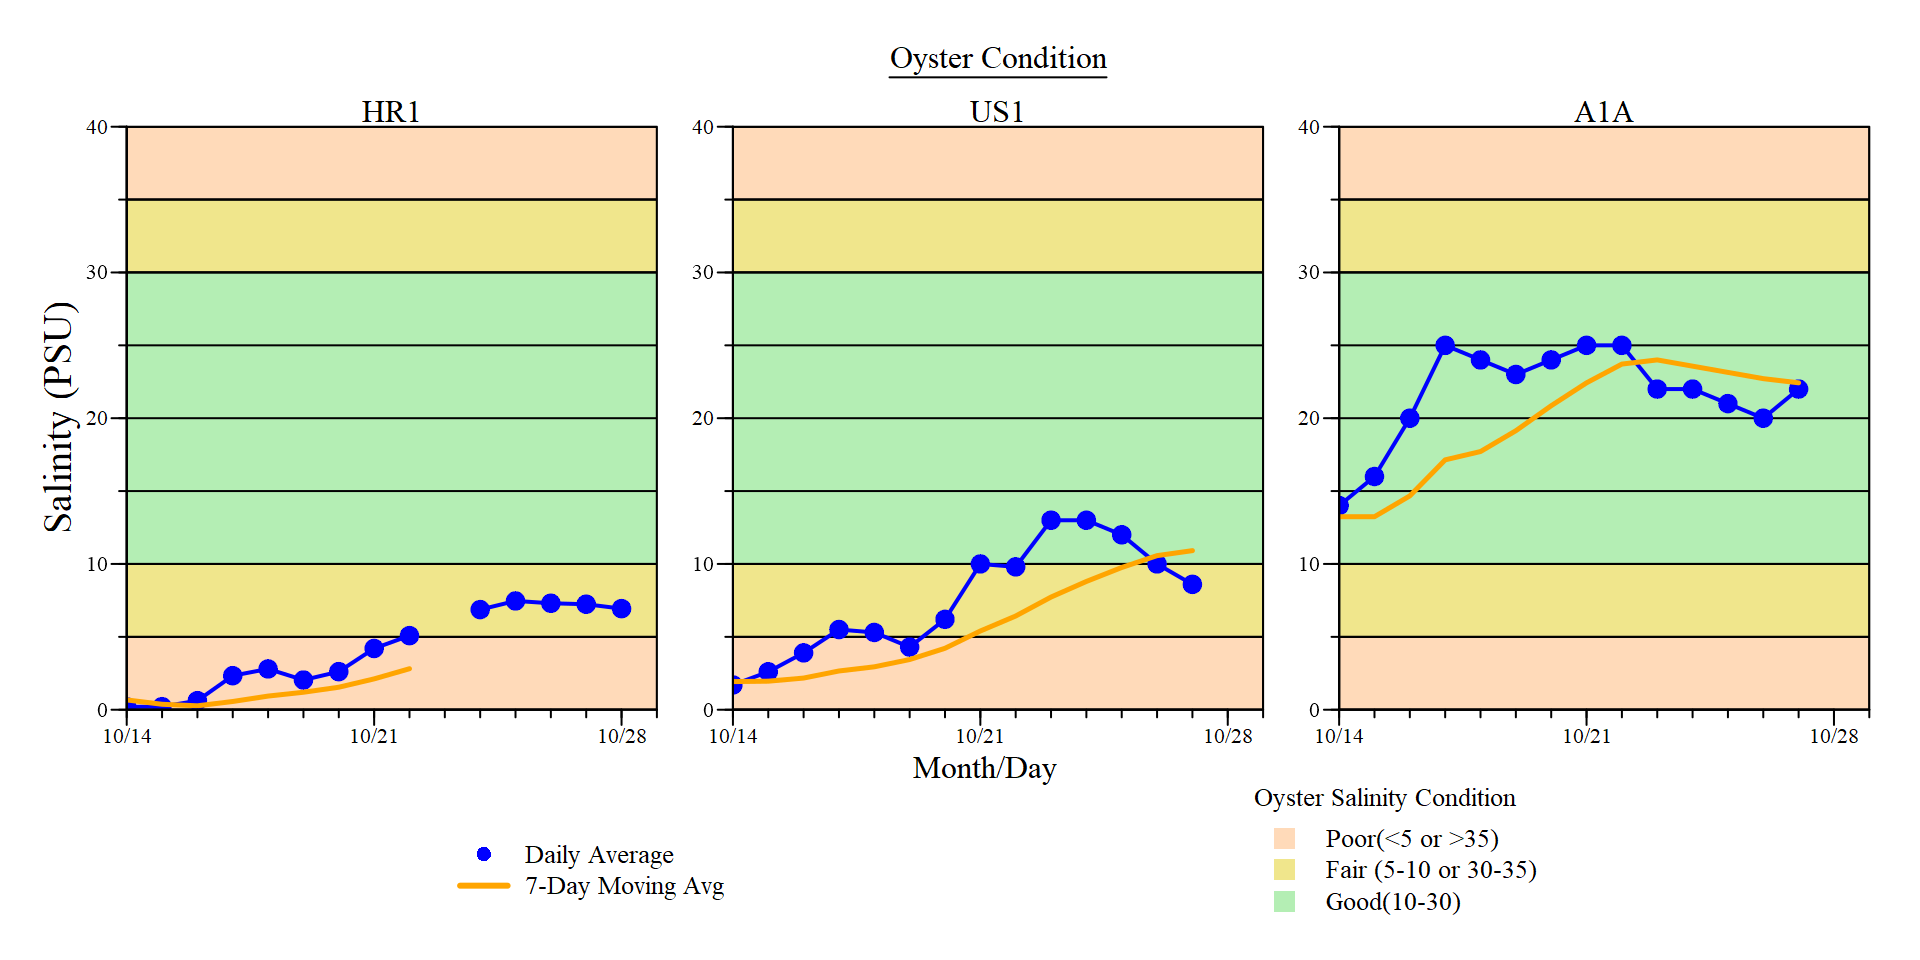 Oyster Condition
HR1
US1
A1A
40
30
20
10
0
40
30
20
10
0
40
30
20
10
0
Salinity (PSU)
10/14
10/21
10/28
10/14
10/21
10/28
10/14
10/21
10/28
Month/Day
Daily Average
7-Day Moving Avg
Oyster Salinity Condition
Poor(<5 or >35)
Fair (5-10 or 30-35)
Good(10-30)